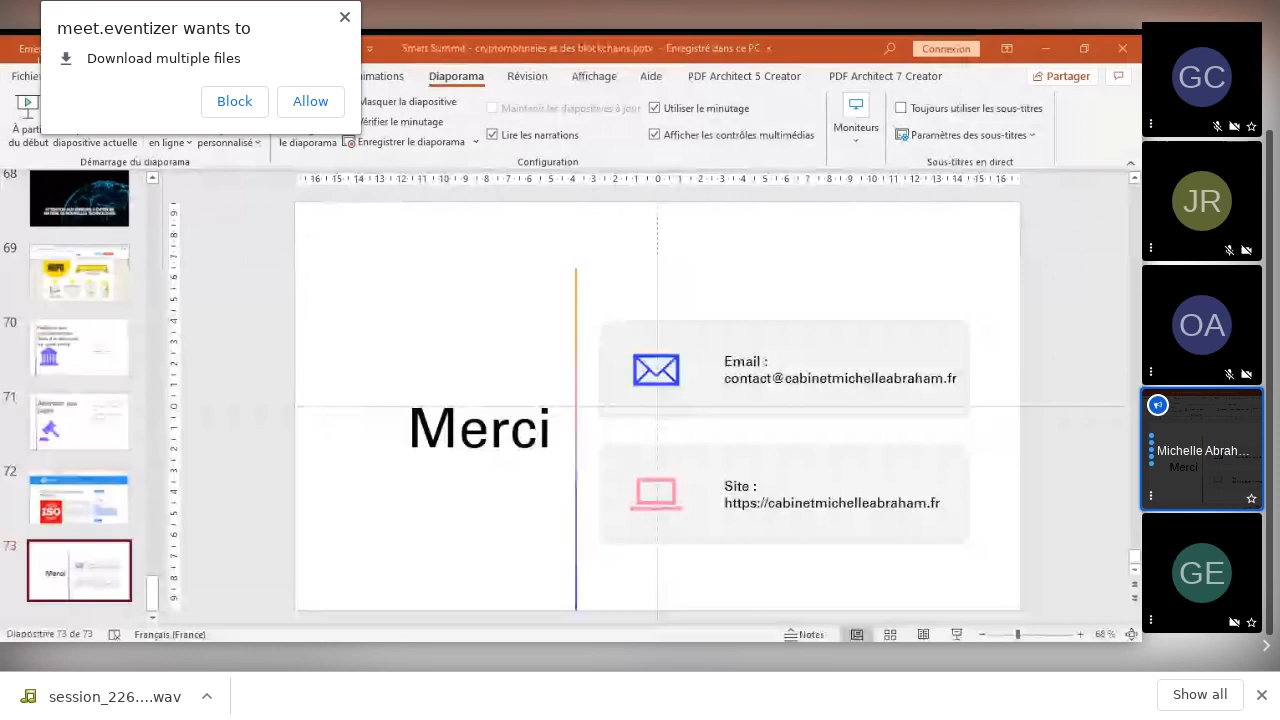 meet.eventizer wants to
Download multiple files
Block
Allow
Smart Summit - cryptomonnaies et des blockchains.pptx - Enregistré dans ce PC
Connexion
Fichier
Diaporama
Révision
Affichage
Aide
PDF Architect 5 Creator
PDF Architect 7 Creator
Partager
Masquer la diapositive
Maintenir les diapositives à jour
Utiliser le minutage
Moniteurs
Toujours utiliser les sous-titres
Vérifier le minutage
Lire les narrations
Afficher les contrôles multimédias
Paramètres des sous-titres
du début
diapositive actuelle
en ligne
personnalisé
le diaporama
Enregistrer le diaporama
Démarrage du diaporama
Configuration
Sous-titres en direct
68
69
70
71
72
ISO
73
Merci
Merci
Email :
contact@cabinetmichelleabraham.fr
Site :
https://cabinetmichelleabraham.fr
Diapositive 73 de 73
Français (France)
Notes
68 %
GC
JR
OA
Michelle Abrah...
Merci
GE
session_226....wav
Show all